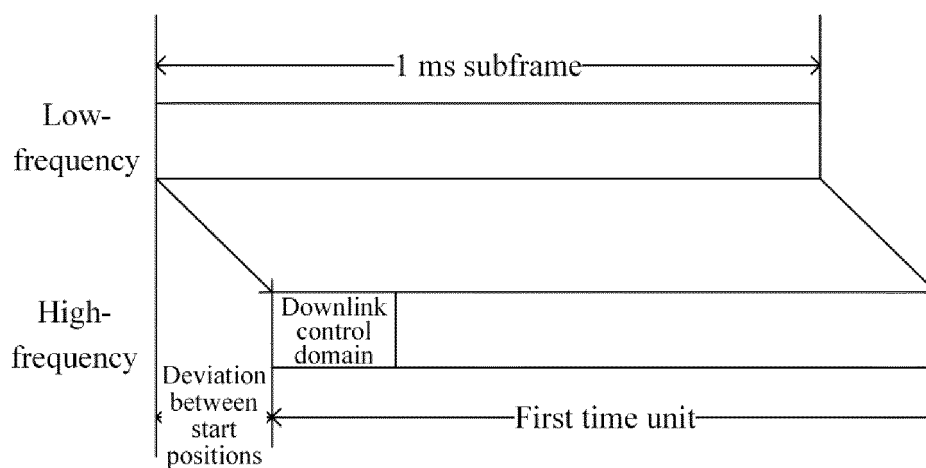 1 ms subframe
Low-
frequency
High-
frequency
Downlink
control
domain
Deviation
between
start
positions
First time unit